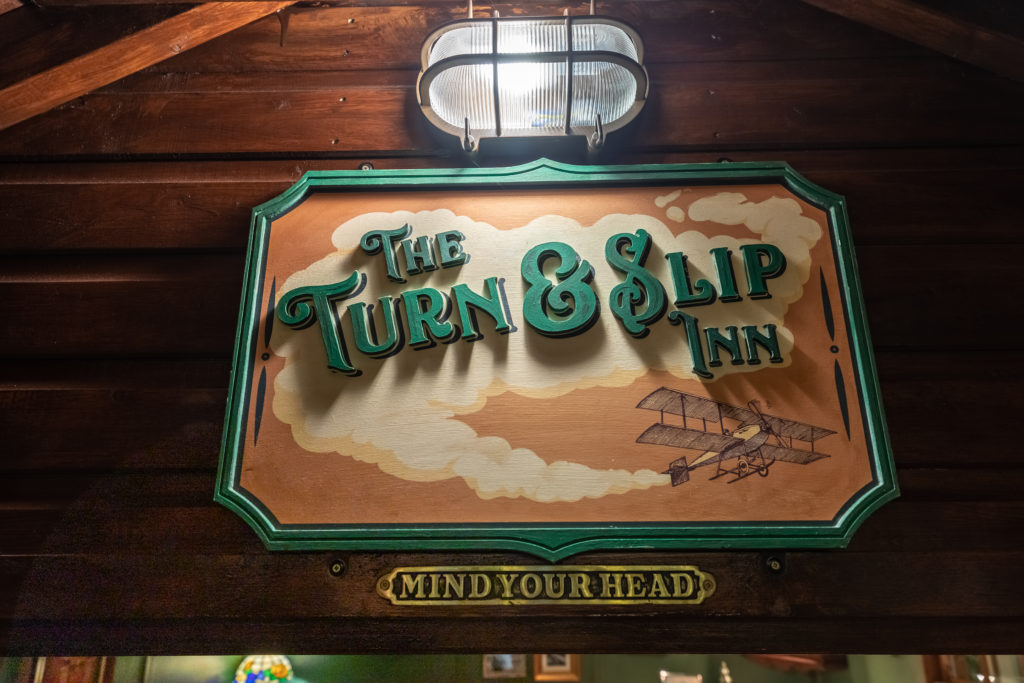 THE
TURN & SLIP
INN
MIND YOUR HEAD